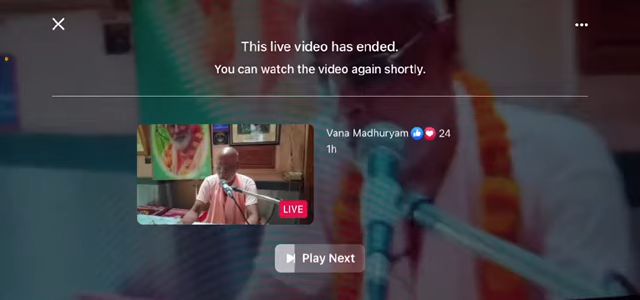 This live video has ended.
You can watch the video again shortly.
Vana Madhuryam 24
1h
LIVE
Play Next